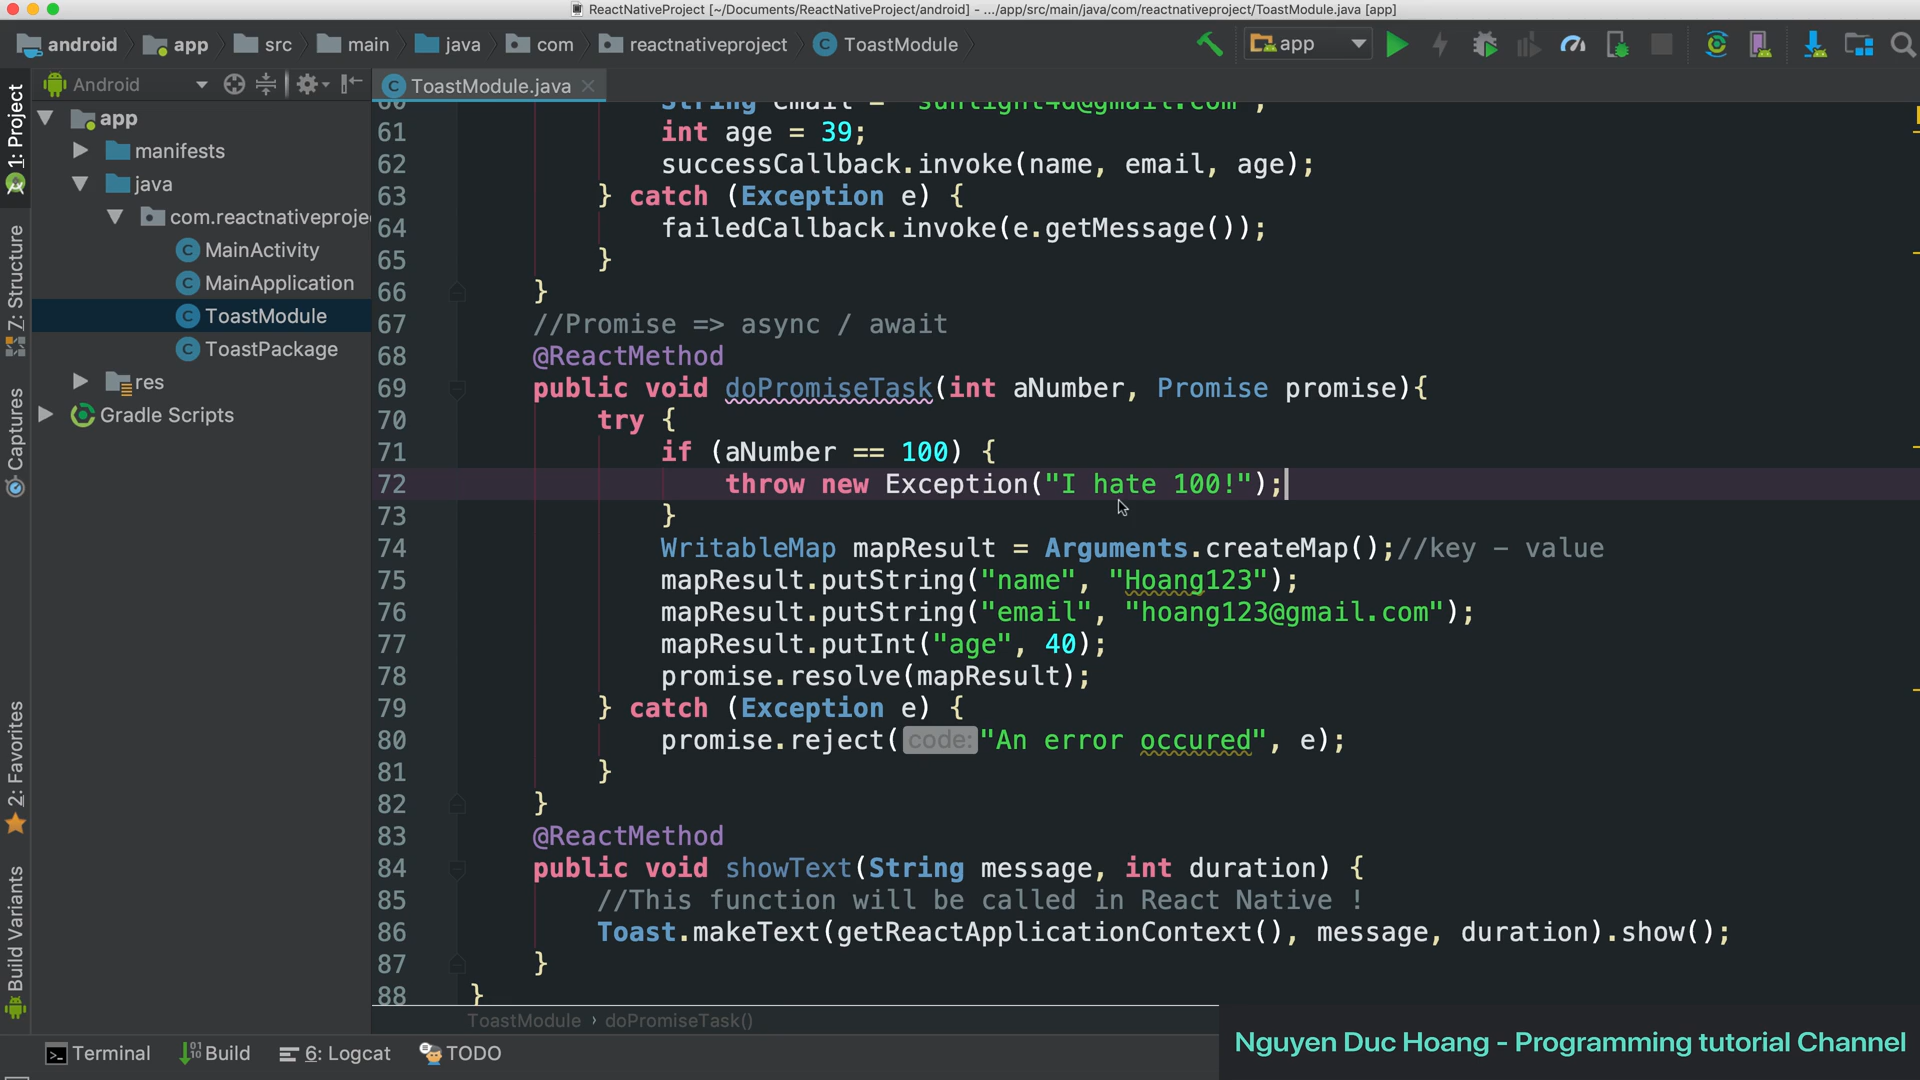 ReactNativeProject [~/Documents/ReactNativeProject/android] - .../app/src/main/java/com/reactnativeproject/ToastModule.java [app]
android app src main java com reactnativeproject ToastModule app
Android
ToastModule.java
1: Project
Z: Structure
Captures
2: Favorites
Build Variants
app
manifests
java
com.reactnativeproje
MainActivity
MainApplication
ToastModule
ToastPackage
res
Gradle Scripts
60 String email = "sunlight4d@gmail.com";
61 int age = 39;
62 successCallback.invoke(name, email, age);
63 } catch (Exception e) {
64 failedCallback.invoke(e.getMessage());
65 }
66 }
67 //Promise => async / await
68 @ReactMethod
69 public void doPromiseTask(int aNumber, Promise promise){
70 try {
71 if (aNumber == 100) {
72 throw new Exception("I hate 100!");
73 }
74 WritableMap mapResult = Arguments.createMap();//key – value
75 mapResult.putString("name", "Hoang123");
76 mapResult.putString("email", "hoang123@gmail.com");
77 mapResult.putInt("age", 40);
78 promise.resolve(mapResult);
79 } catch (Exception e) {
80 promise.reject( code: "An error occured", e);
81 }
82 }
83 @ReactMethod
84 public void showText(String message, int duration) {
85 //This function will be called in React Native !
86 Toast.makeText(getReactApplicationContext(), message, duration).show();
87 }
88 }
ToastModule › doPromiseTask()
Terminal Build 6: Logcat TODO
Nguyen Duc Hoang - Programming tutorial Channel